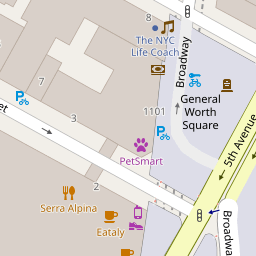 8
The NYC
Life Coach
Broadway
7
General
Worth
Square
1101
et
3
PetSmart
5th Avenue
2
Serra Alpina
Eataly
Broadway